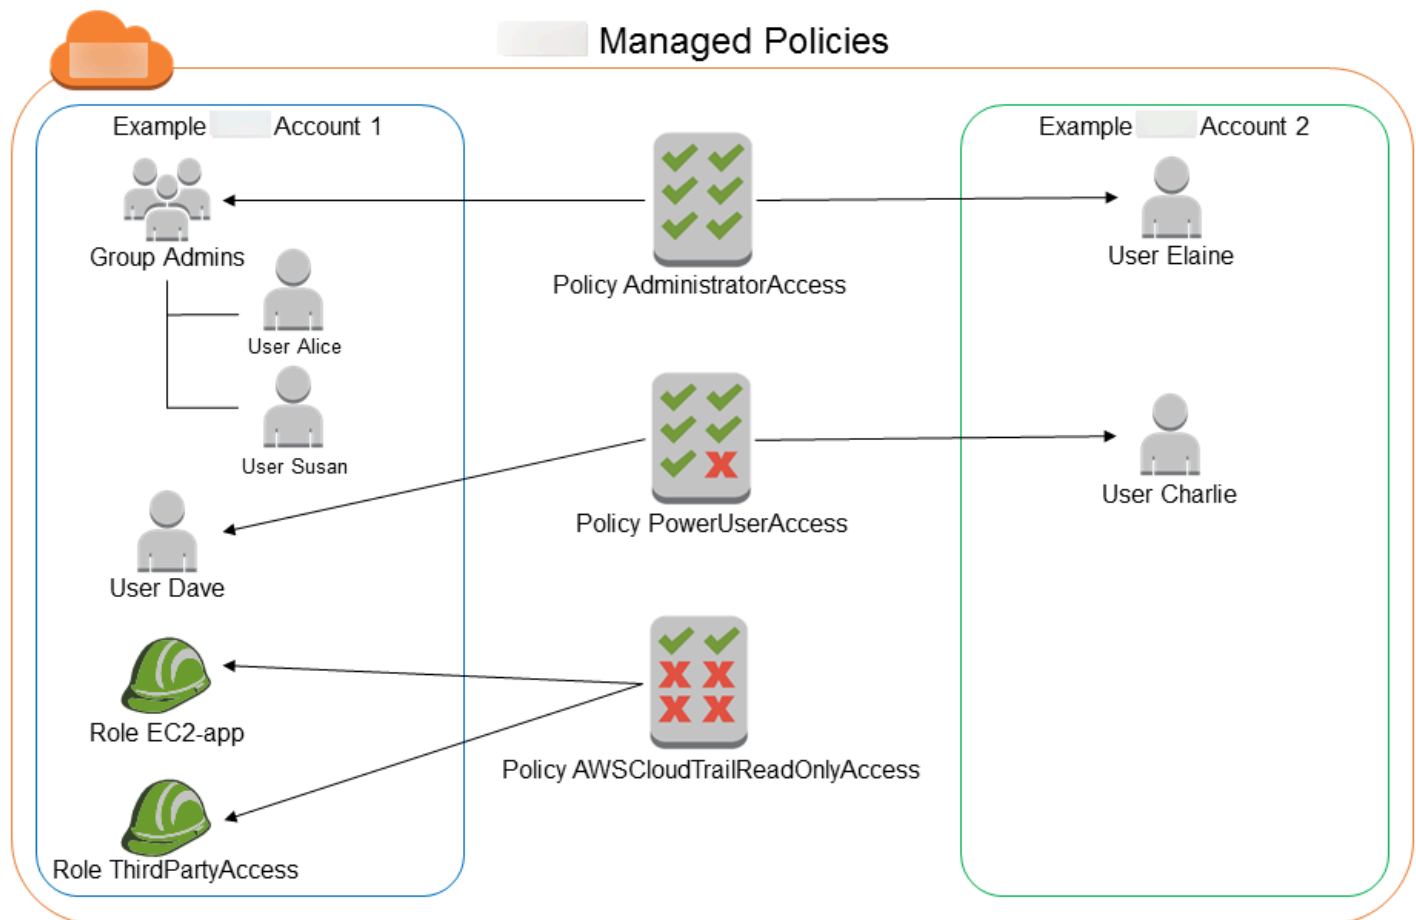 Managed Policies
Example Account 1
Example Account 2
Group Admins
User Alice
User Susan
User Dave
Role EC2-app
Role ThirdPartyAccess
Policy AdministratorAccess
Policy PowerUserAccess
Policy AWSCloudTrailReadOnlyAccess
User Elaine
User Charlie